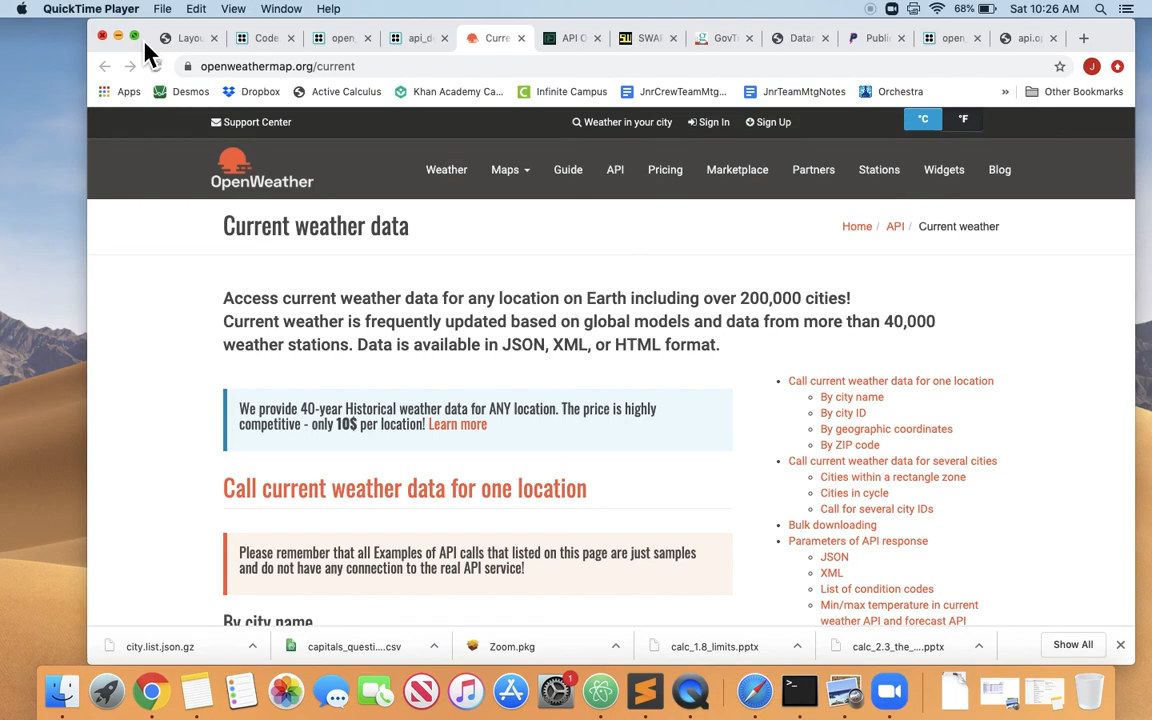 QuickTime Player File Edit View Window Help 68% Sat 10:26 AM
Layou Code. open_ api_d Curre API O SWAP GovT Datar Public open_ api.op
openweathermap.org/current J
Apps Desmos Dropbox Active Calculus Khan Academy Ca... Infinite Campus JnrCrewTeamMtg... JnrTeamMtgNotes Orchestra » Other Bookmarks
Support Center Weather in your city Sign In Sign Up °C °F
OpenWeather Weather Maps Guide API Pricing Marketplace Partners Stations Widgets Blog
Current weather data Home / API / Current weather
Access current weather data for any location on Earth including over 200,000 cities!
Current weather is frequently updated based on global models and data from more than 40,000
weather stations. Data is available in JSON, XML, or HTML format.
We provide 40-year Historical weather data for ANY location. The price is highly
competitive - only 10$ per location! Learn more
Call current weather data for one location
Please remember that all Examples of API calls that listed on this page are just samples
and do not have any connection to the real API service!
By city name
Call current weather data for one location
By city name
By city ID
By geographic coordinates
By ZIP code
Call current weather data for several cities
Cities within a rectangle zone
Cities in cycle
Call for several city IDs
Bulk downloading
Parameters of API response
JSON
XML
List of condition codes
Min/max temperature in current
weather API and forecast API
city.list.json.gz capitals_questi....csv Zoom.pkg calc_1.8_limits.pptx calc_2.3_the_....pptx Show All
1